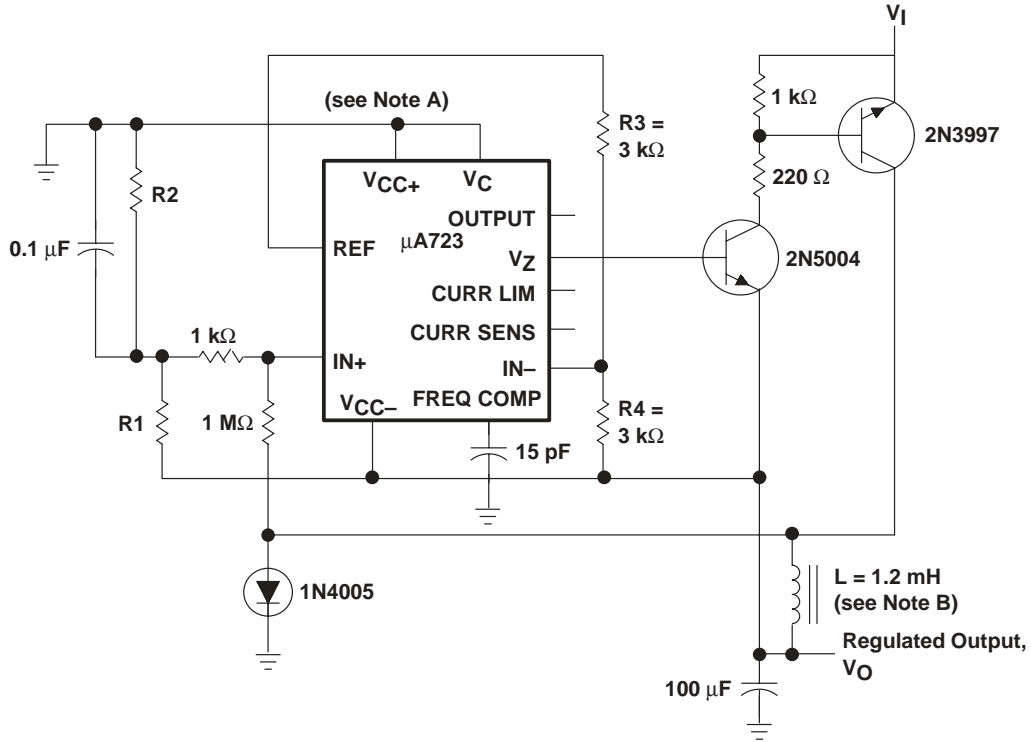 VI
(see Note A)
1 kΩ
R3 =
3 kΩ
2N3997
R2
VCC+
VC
220 Ω
OUTPUT
μA723
0.1 μF
REF
VZ
2N5004
CURR LIM
CURR SENS
1 kΩ
IN+
IN–
R1
1 MΩ
VCC–
FREQ COMP
R4 =
3 kΩ
15 pF
1N4005
L = 1.2 mH
(see Note B)
Regulated Output,
VO
100 μF